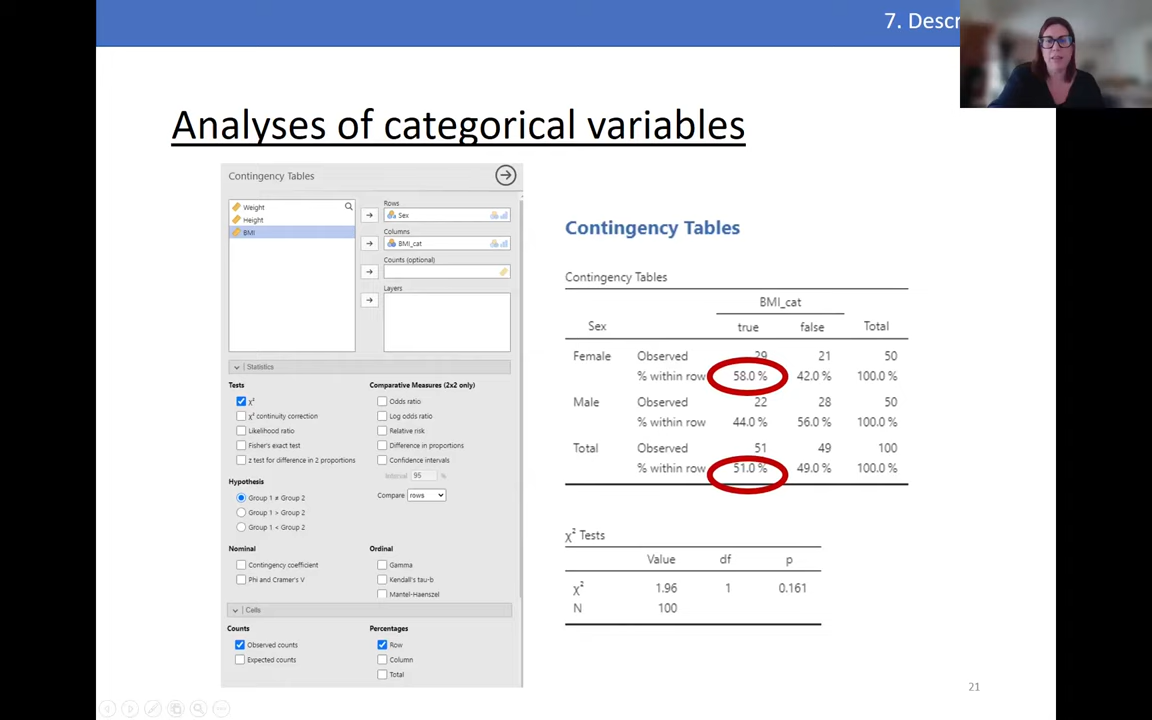 7. Descr
Analyses of categorical variables
Contingency Tables
Weight
Height
BMI
Rows
Sex
Columns
BMI_cat
Counts (optional)
Layers
| Statistics
Tests
χ²
χ² continuity correction
Likelihood ratio
Fisher's exact test
z test for difference in 2 proportions
Hypothesis
Group 1 ≠ Group 2
Group 1 > Group 2
Group 1 < Group 2
Nominal
Contingency coefficient
Phi and Cramer's V
Comparative Measures (2x2 only)
Odds ratio
Log odds ratio
Relative risk
Difference in proportions
Confidence intervals
Interval 95 %
Compare rows
Ordinal
Gamma
Kendall's tau-b
Mantel-Haenszel
| Cells
Counts
Observed counts
Expected counts
Percentages
Row
Column
Total
Contingency Tables
Contingency Tables
BMI_cat
Sex true false Total
Female Observed 29 21 50
% within row 58.0 % 42.0 % 100.0 %
Male Observed 22 28 50
% within row 44.0 % 56.0 % 100.0 %
Total Observed 51 49 100
% within row 51.0 % 49.0 % 100.0 %
χ² Tests
Value df p
χ² 1.96 1 0.161
N 100
21